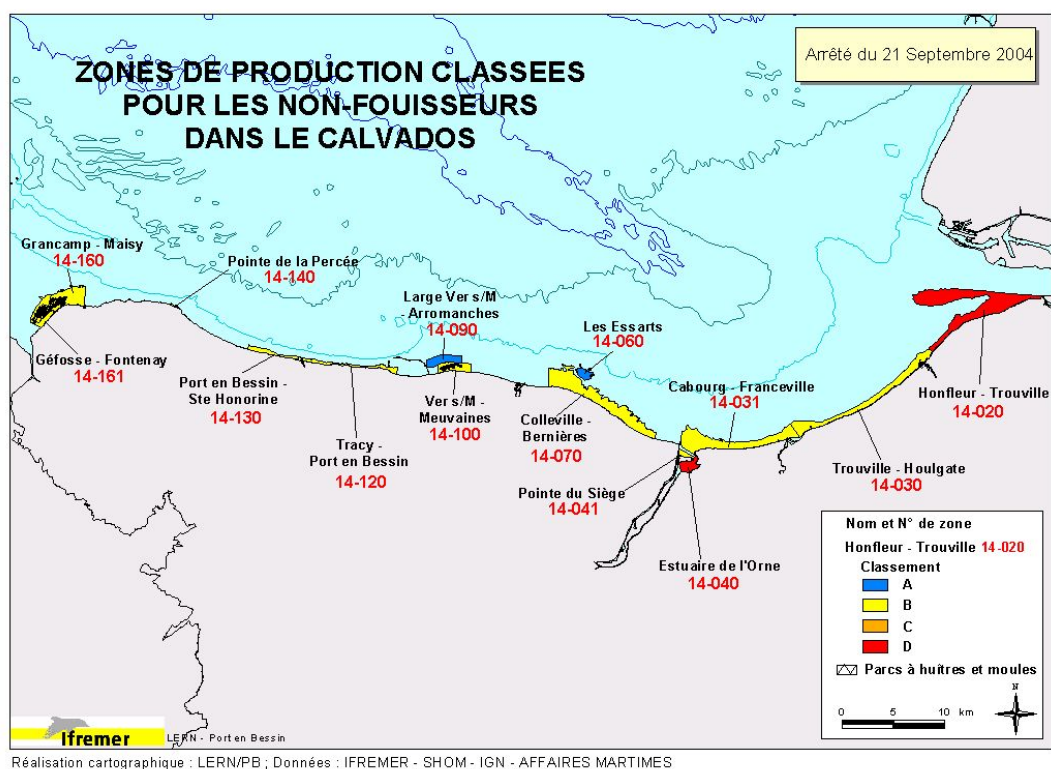 Arrêté du 21 Septembre 2004
ZONES DE PRODUCTION CLASSEES
POUR LES NON-FOUISSEURS
DANS LE CALVADOS
Grancamp - Maisy
14-160
Pointe de la Percée
14-140
Large Vers/M
- Arromanches
14-090
Les Essarts
14-060
Géfosse - Fontenay
14-161
Port en Bessin -
Ste Honorine
14-130
Tracy -
Port en Bessin
14-120
Vers/M -
Meuvaines
14-100
Colleville -
Bernières
14-070
Cabourg - Franceville
14-031
Honfleur - Trouville
14-020
Trouville - Houlgate
14-030
Pointe du Siège
14-041
Estuaire de l'Orne
14-040
Nom et N° de zone
Honfleur - Trouville 14-020
Classement
A
B
C
D
Parcs à huîtres et moules
N
0 5 10 km
Ifremer
LERN - Port en Bessin
Réalisation cartographique : LERN/PB ; Données : IFREMER - SHOM - IGN - AFFAIRES MARTIMES